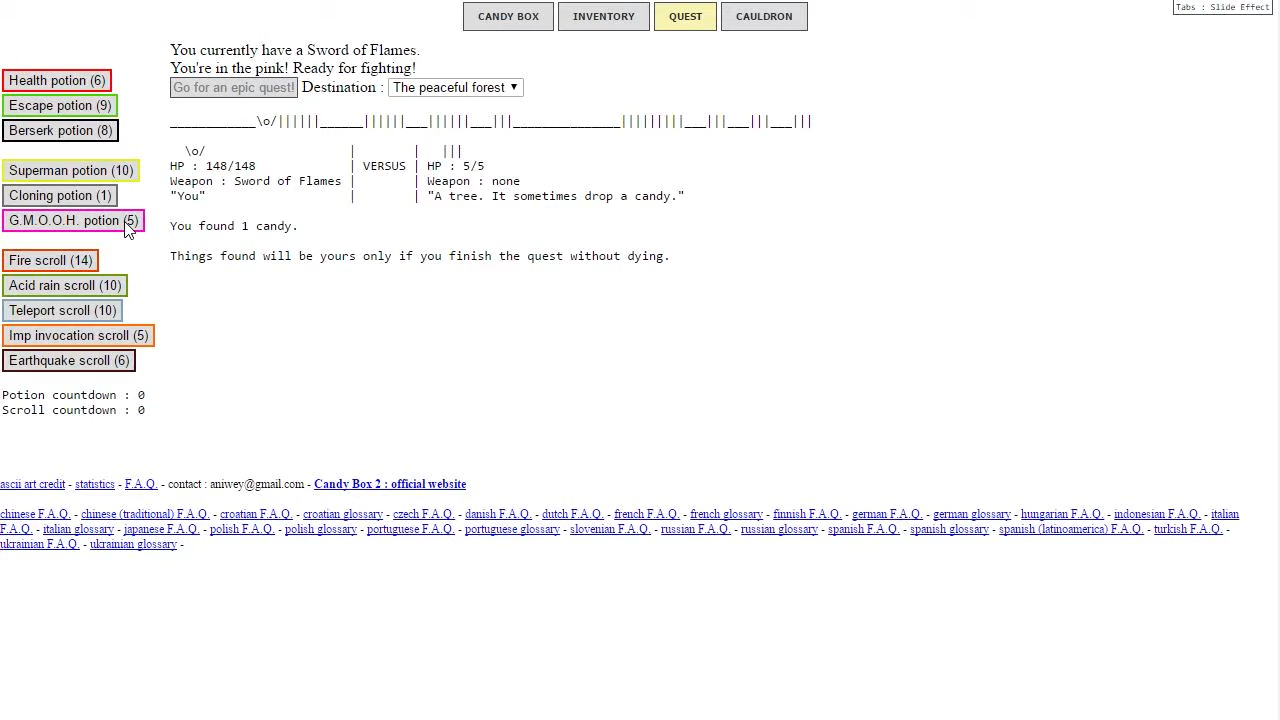 CANDY BOX INVENTORY QUEST CAULDRON
Tabs : Slide Effect
You currently have a Sword of Flames.
You're in the pink! Ready for fighting!
Go for an epic quest! Destination : The peaceful forest ▼
Health potion (6)
Escape potion (9)
Berserk potion (8)
Superman potion (10)
Cloning potion (1)
G.M.O.O.H. potion (5)
Fire scroll (14)
Acid rain scroll (10)
Teleport scroll (10)
Imp invocation scroll (5)
Earthquake scroll (6)
Potion countdown : 0
Scroll countdown : 0
____________\o/||||||______||||||___||||||___|||_______________|||||||||___|||___|||___|||
\o/ | | |||
HP : 148/148 | VERSUS | HP : 5/5
Weapon : Sword of Flames | | Weapon : none
"You" | | "A tree. It sometimes drop a candy."
You found 1 candy.
Things found will be yours only if you finish the quest without dying.
ascii art credit - statistics - F.A.Q. - contact : aniwey@gmail.com - Candy Box 2 : official website
chinese F.A.Q. - chinese (traditional) F.A.Q. - croatian F.A.Q. - croatian glossary - czech F.A.Q. - danish F.A.Q. - dutch F.A.Q. - french F.A.Q. - french glossary - finnish F.A.Q. - german F.A.Q. - german glossary - hungarian F.A.Q. - indonesian F.A.Q. - italian
F.A.Q. - italian glossary - japanese F.A.Q. - polish F.A.Q. - polish glossary - portuguese F.A.Q. - portuguese glossary - slovenian F.A.Q. - russian F.A.Q. - russian glossary - spanish F.A.Q. - spanish glossary - spanish (latinoamerica) F.A.Q. - turkish F.A.Q. -
ukrainian F.A.Q. - ukrainian glossary -